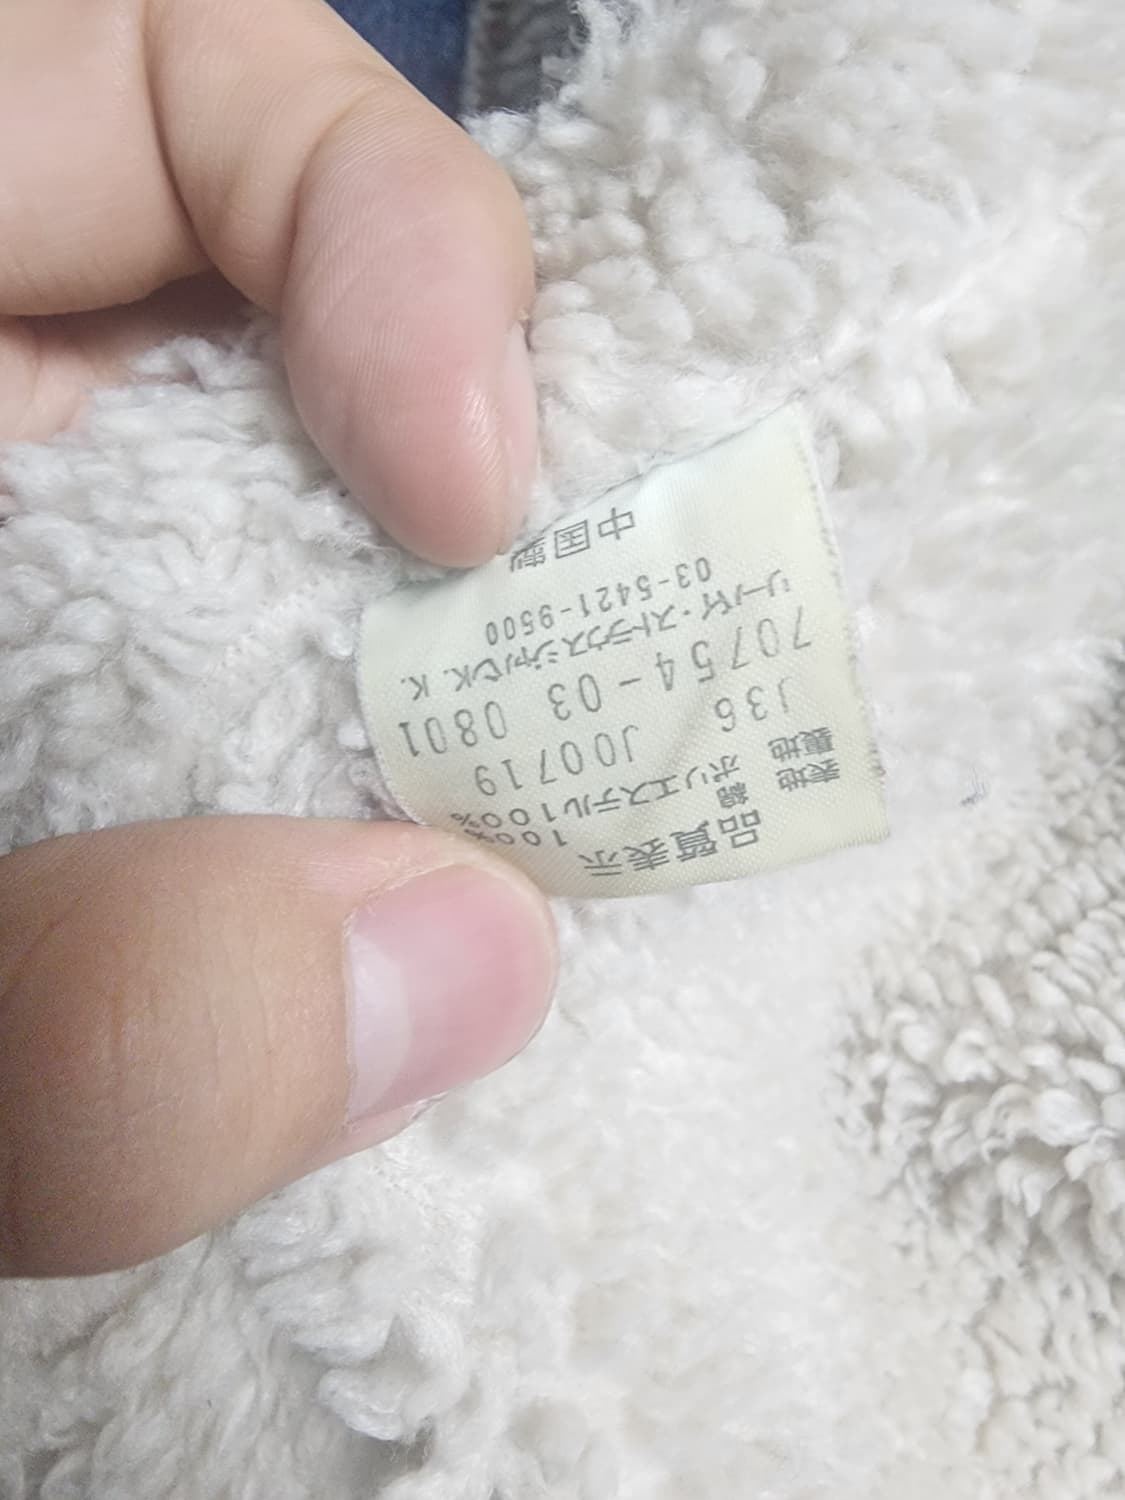 品質表示
表地 綿 100%
裏地 ポリエステル100%
J36 J00719
70754-03 0801
リーバイ・ストラウスジャパンK.K.
03-5421-9500
中国製